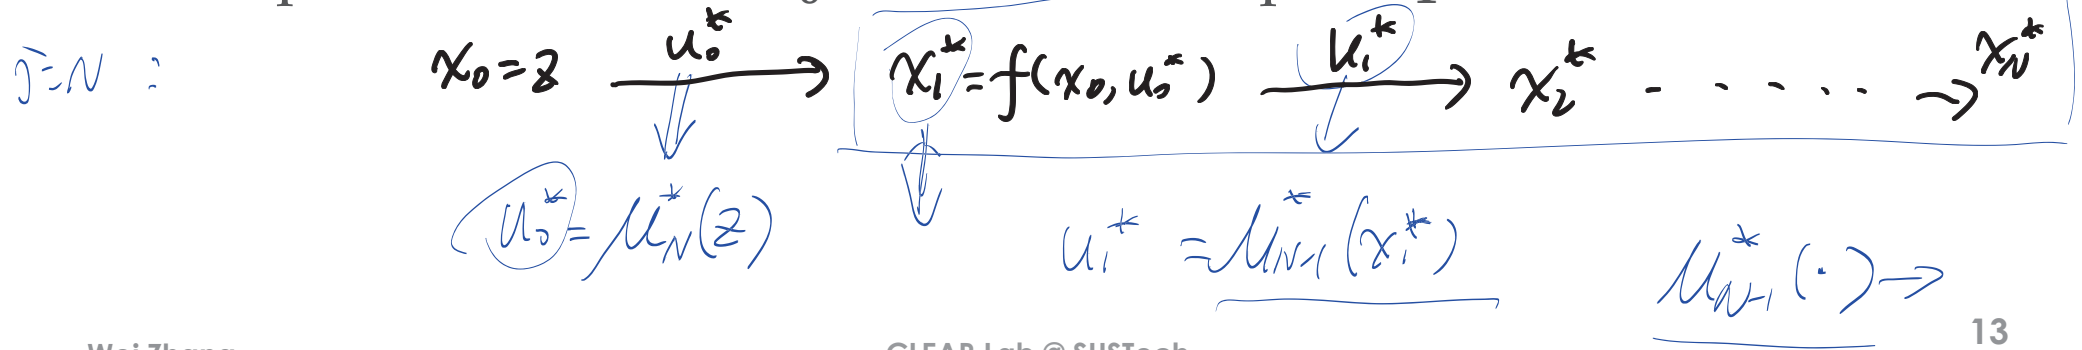 j=N : x₀=z —u₀*→ x₁*=f(x₀,u₀*) —u₁*→ x₂* - - - - - → x_N*
u₀*=μ_N*(z) u₁* =μ_{N-1}*(x₁*) μ_{N-1}*(·)→
13